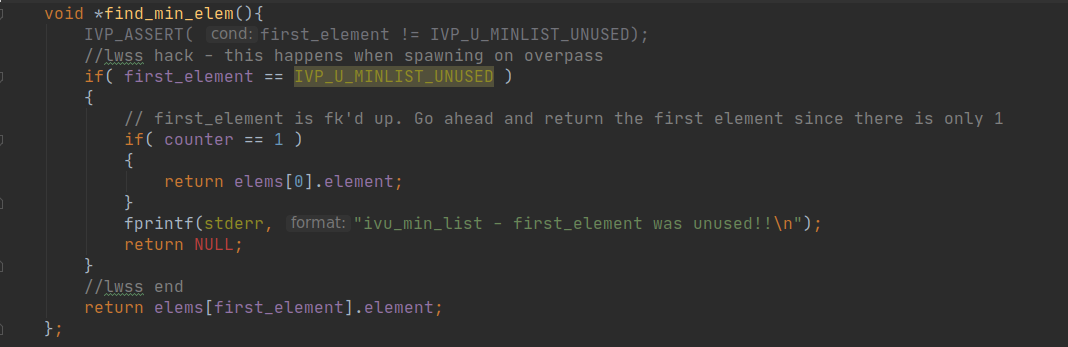 void *find_min_elem(){
IVP_ASSERT( cond: first_element != IVP_U_MINLIST_UNUSED);
//lwss hack - this happens when spawning on overpass
if( first_element == IVP_U_MINLIST_UNUSED )
{
// first_element is fk'd up. Go ahead and return the first element since there is only 1
if( counter == 1 )
{
return elems[0].element;
}
fprintf(stderr, format: "ivu_min_list - first_element was unused!!\n");
return NULL;
}
//lwss end
return elems[first_element].element;
};